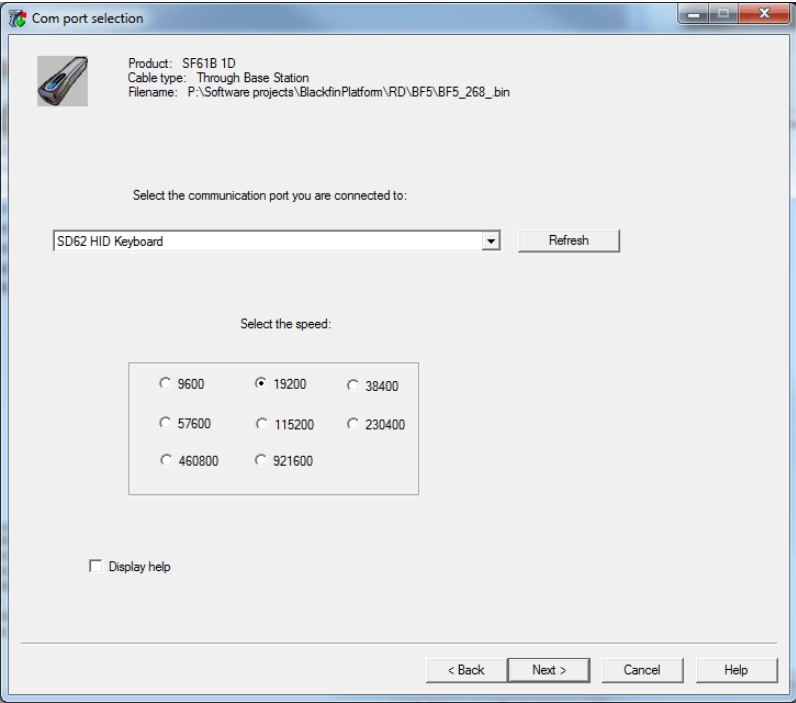 Com port selection
Product: SF61B 1D
Cable type: Through Base Station
Filename: P:\Software projects\BlackfinPlatform\RD\BF5\BF5_268_.bin
Select the communication port you are connected to:
SD62 HID Keyboard
Refresh
Select the speed:
9600 19200 38400
57600 115200 230400
460800 921600
Display help
< Back Next > Cancel Help